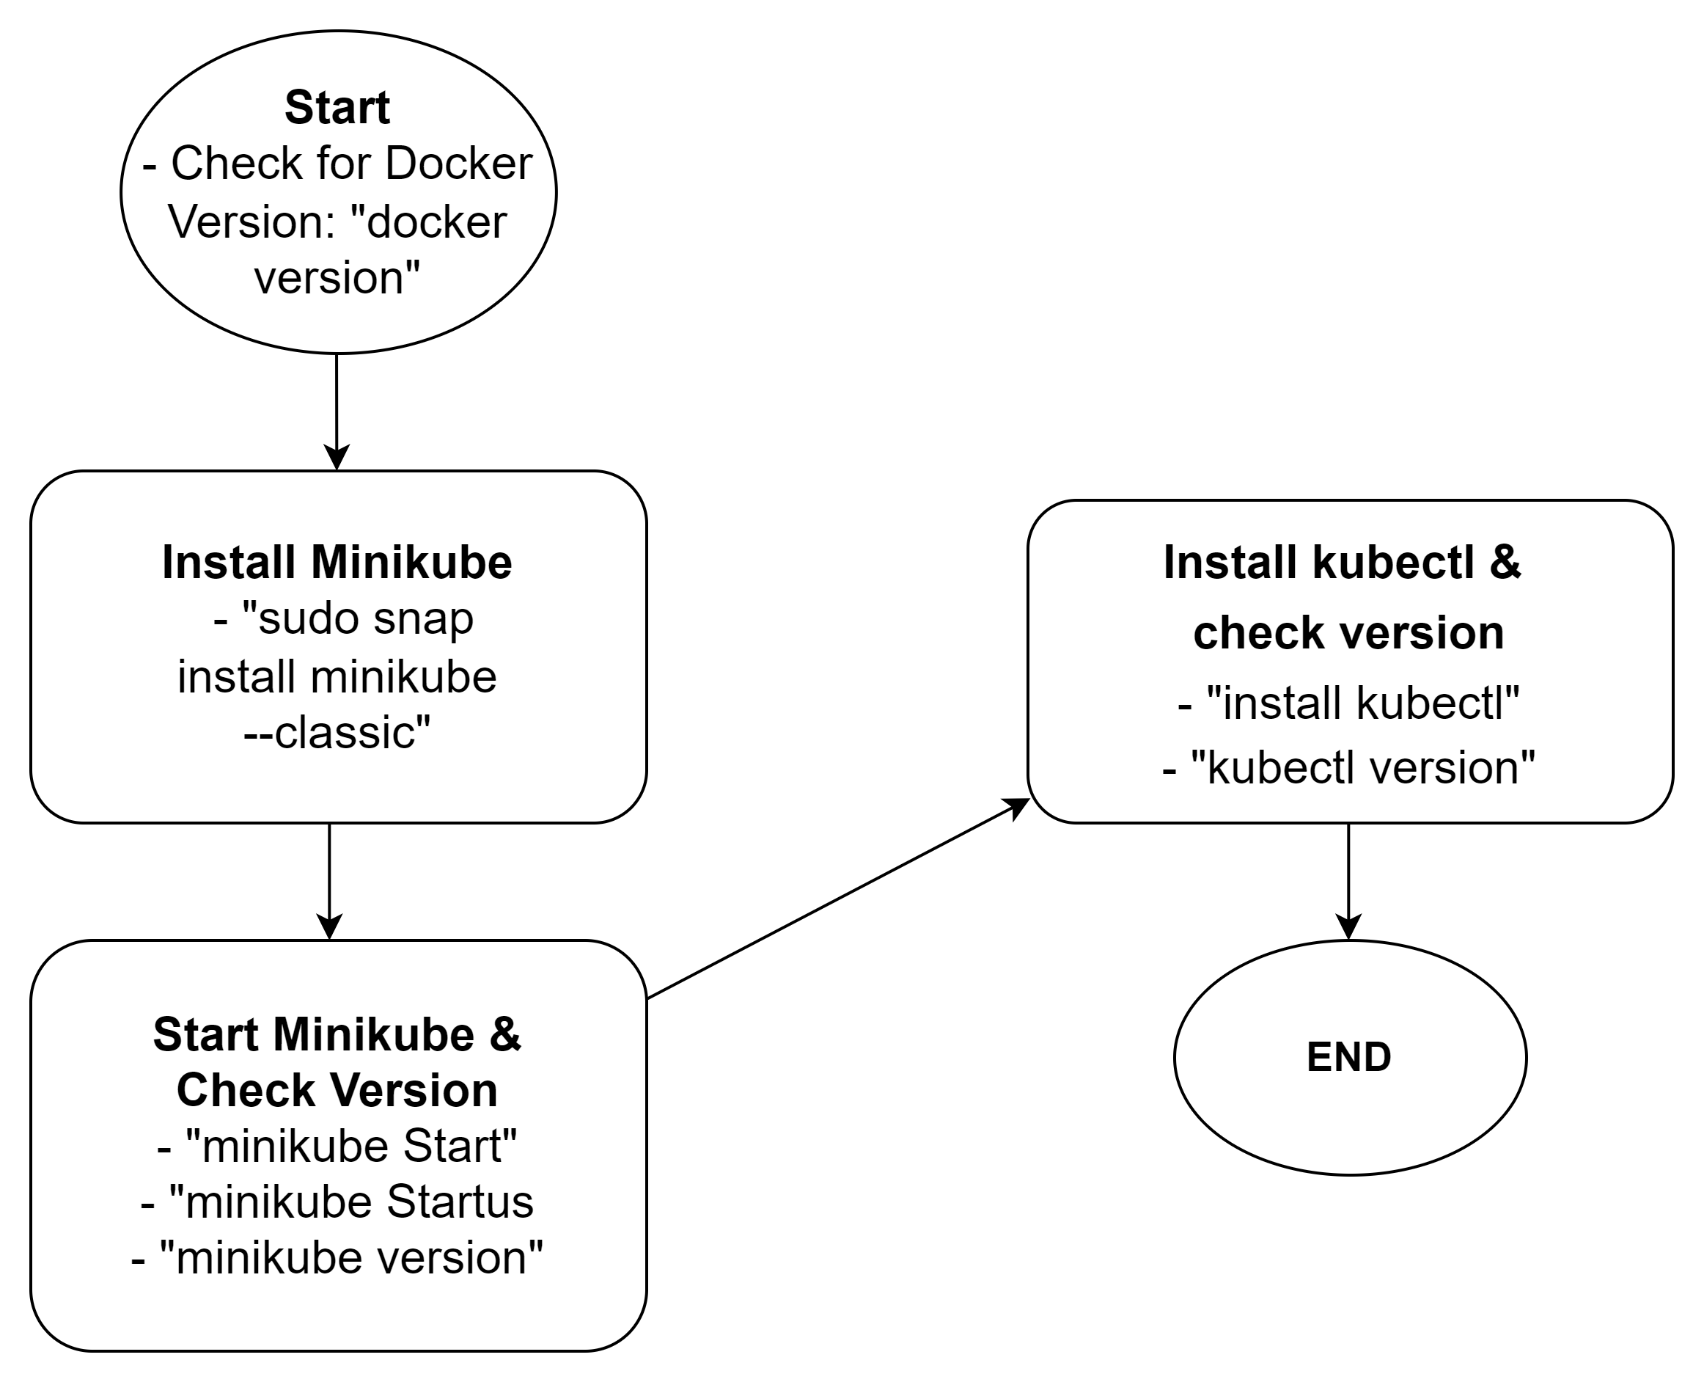 Start
- Check for Docker
Version: "docker
version"
Install Minikube
- "sudo snap
install minikube
--classic"
Start Minikube &
Check Version
- "minikube Start"
- "minikube Startus
- "minikube version"
Install kubectl &
check version
- "install kubectl"
- "kubectl version"
END